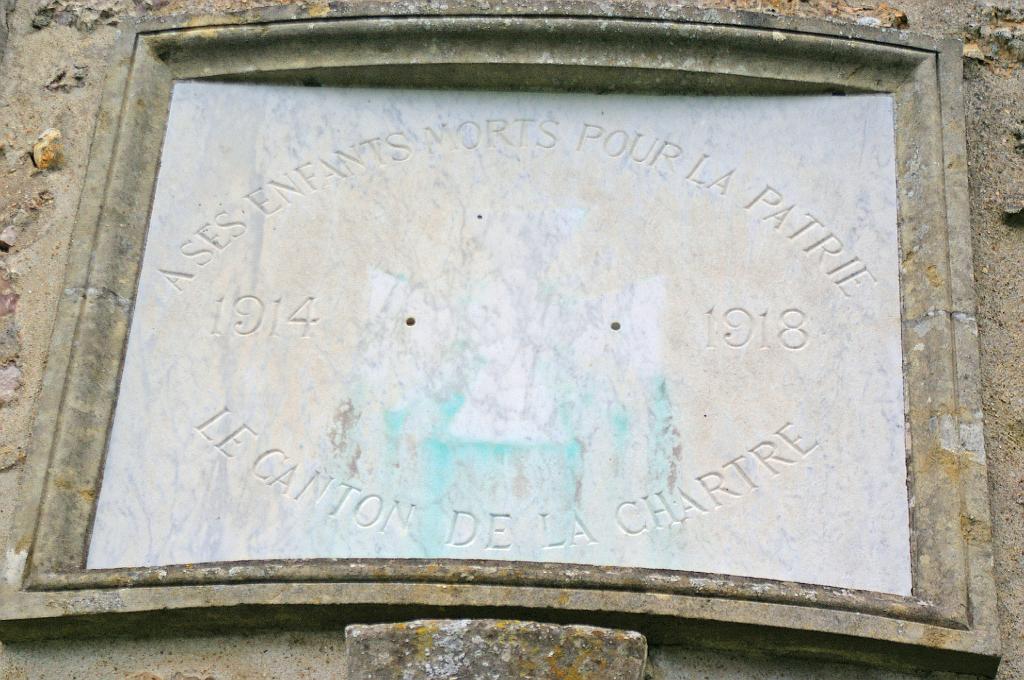 A SES ENFANTS MORTS POUR LA PATRIE
1914 1918
LE CANTON DE LA CHARTRE